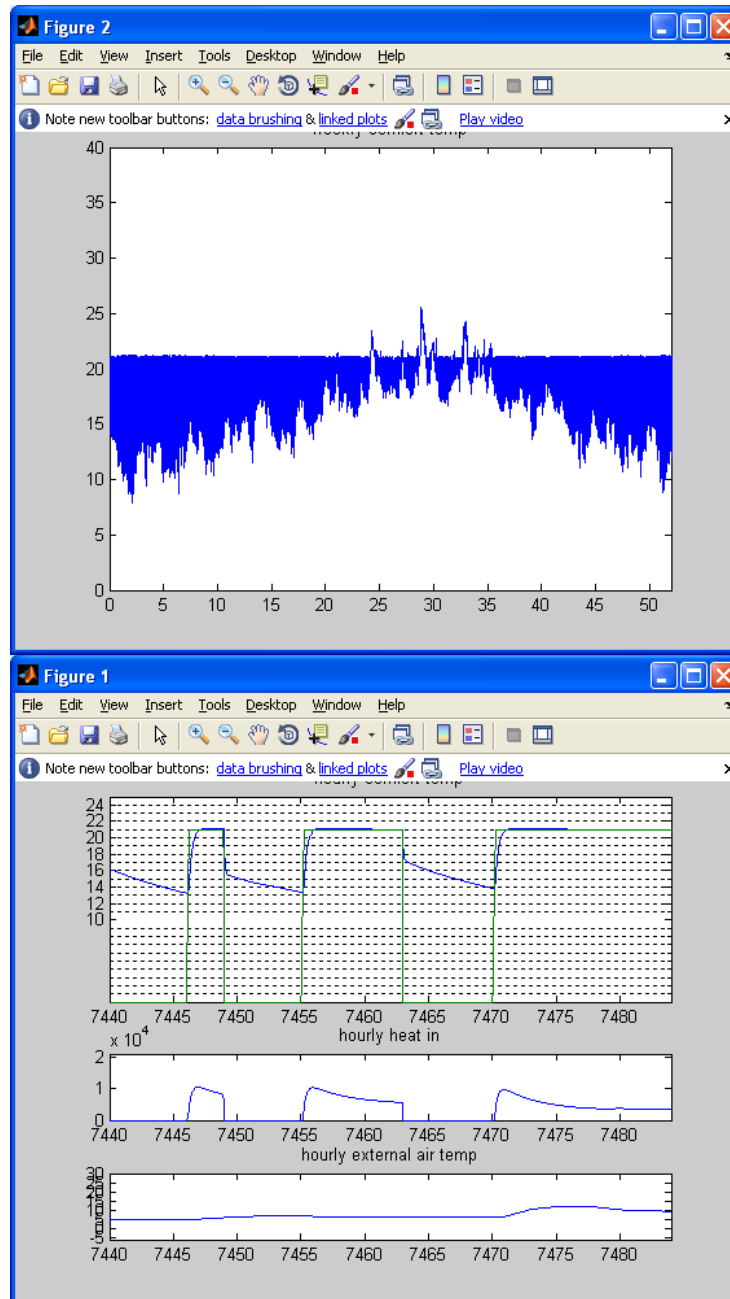 Figure 2
File Edit View Insert Tools Desktop Window Help
Note new toolbar buttons: data brushing & linked plots Play video
40
35
30
25
20
15
10
5
0
0 5 10 15 20 25 30 35 40 45 50
Figure 1
File Edit View Insert Tools Desktop Window Help
Note new toolbar buttons: data brushing & linked plots Play video
hourly comfort temp
24
22
21
20
19
18
16
14
12
10
7440 7445 7450 7455 7460 7465 7470 7475 7480
x 10^4
hourly heat in
2
1
0
7440 7445 7450 7455 7460 7465 7470 7475 7480
hourly external air temp
30
25
20
15
10
5
0
-5
7440 7445 7450 7455 7460 7465 7470 7475 7480